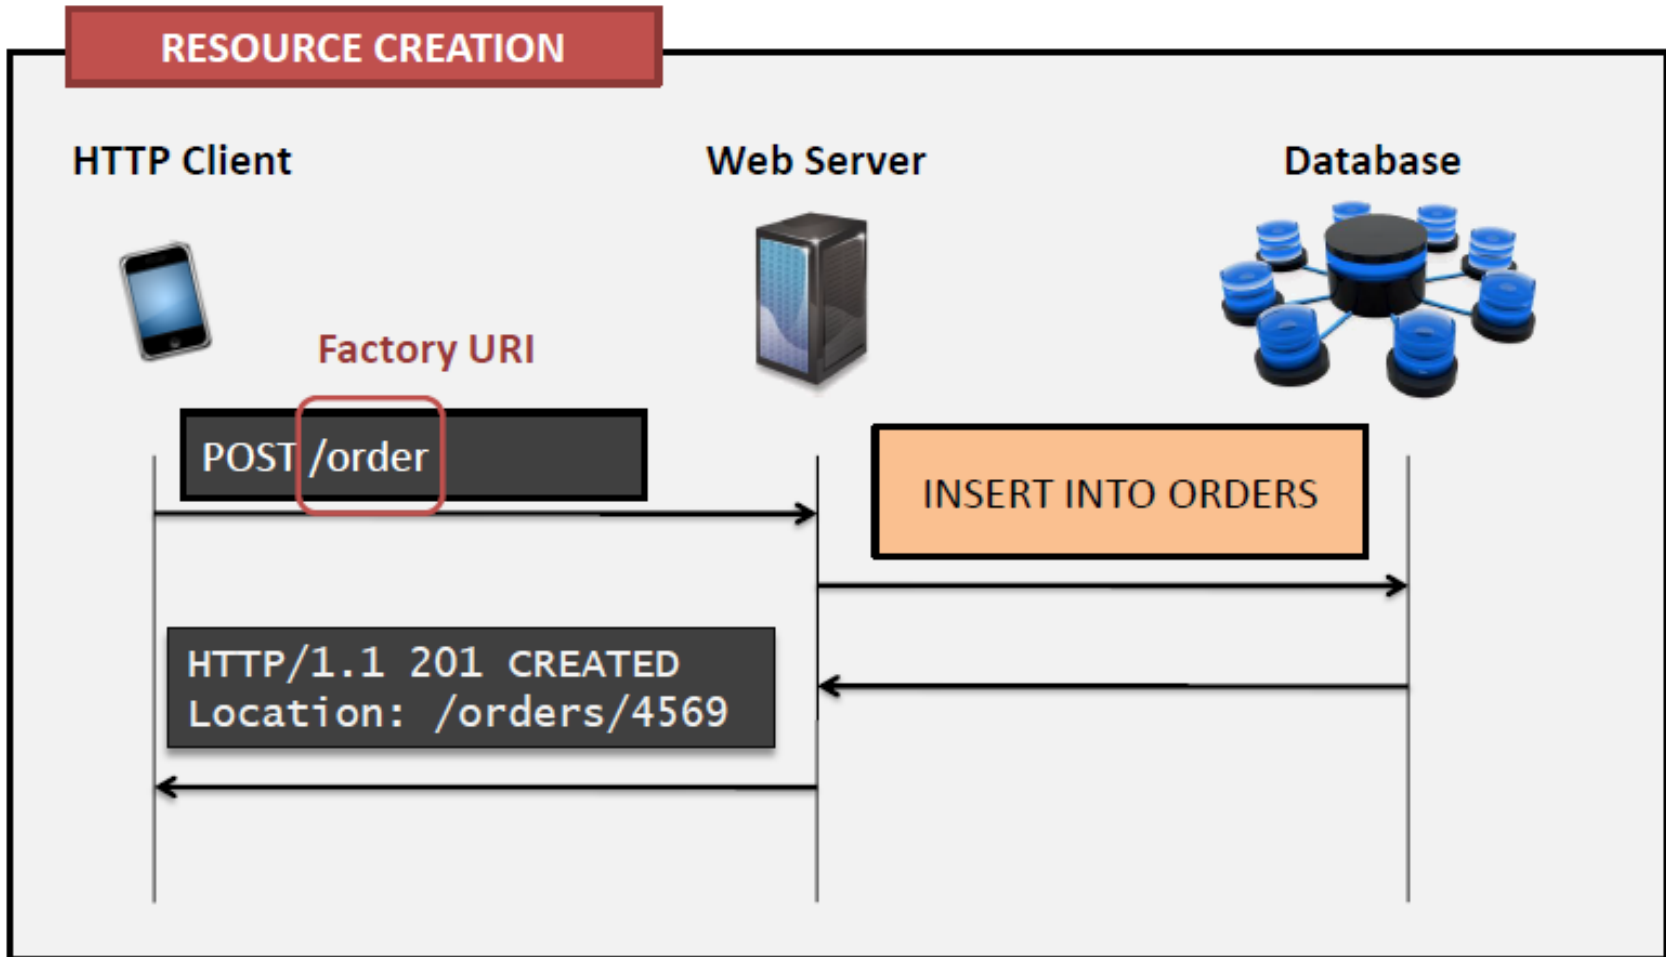 RESOURCE CREATION
HTTP Client
Web Server
Database
Factory URI
POST /order
INSERT INTO ORDERS
HTTP/1.1 201 CREATED
Location: /orders/4569